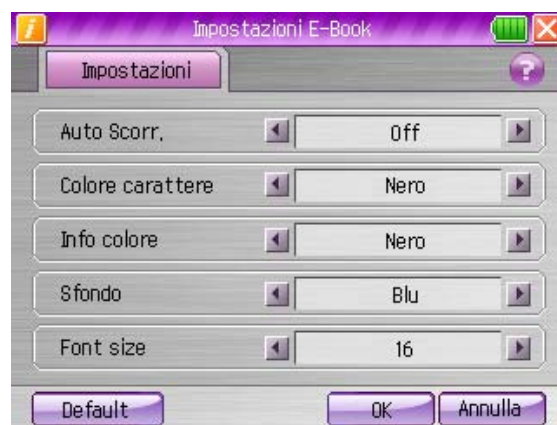 Impostazioni E-Book
Impostazioni
?
Auto Scorr. Off
Colore carattere Nero
Info colore Nero
Sfondo Blu
Font size 16
Default OK Annulla